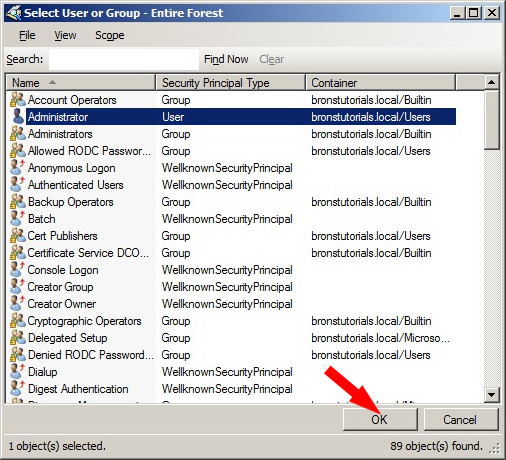 Select User or Group - Entire Forest
File View Scope
Search: Find Now Clear
Name Security Principal Type Container
Account Operators Group bronstutorials.local/Builtin
Administrator User bronstutorials.local/Users
Administrators Group bronstutorials.local/Builtin
Allowed RODC Passwor... Group bronstutorials.local/Users
Anonymous Logon WellknownSecurityPrincipal
Authenticated Users WellknownSecurityPrincipal
Backup Operators Group bronstutorials.local/Builtin
Batch WellknownSecurityPrincipal
Cert Publishers Group bronstutorials.local/Users
Certificate Service DCO... Group bronstutorials.local/Builtin
Console Logon WellknownSecurityPrincipal
Creator Group WellknownSecurityPrincipal
Creator Owner WellknownSecurityPrincipal
Cryptographic Operators Group bronstutorials.local/Builtin
Delegated Setup Group bronstutorials.local/Microso...
Denied RODC Password... Group bronstutorials.local/Users
Dialup WellknownSecurityPrincipal
Digest Authentication WellknownSecurityPrincipal
OK Cancel
1 object(s) selected. 89 object(s) found.